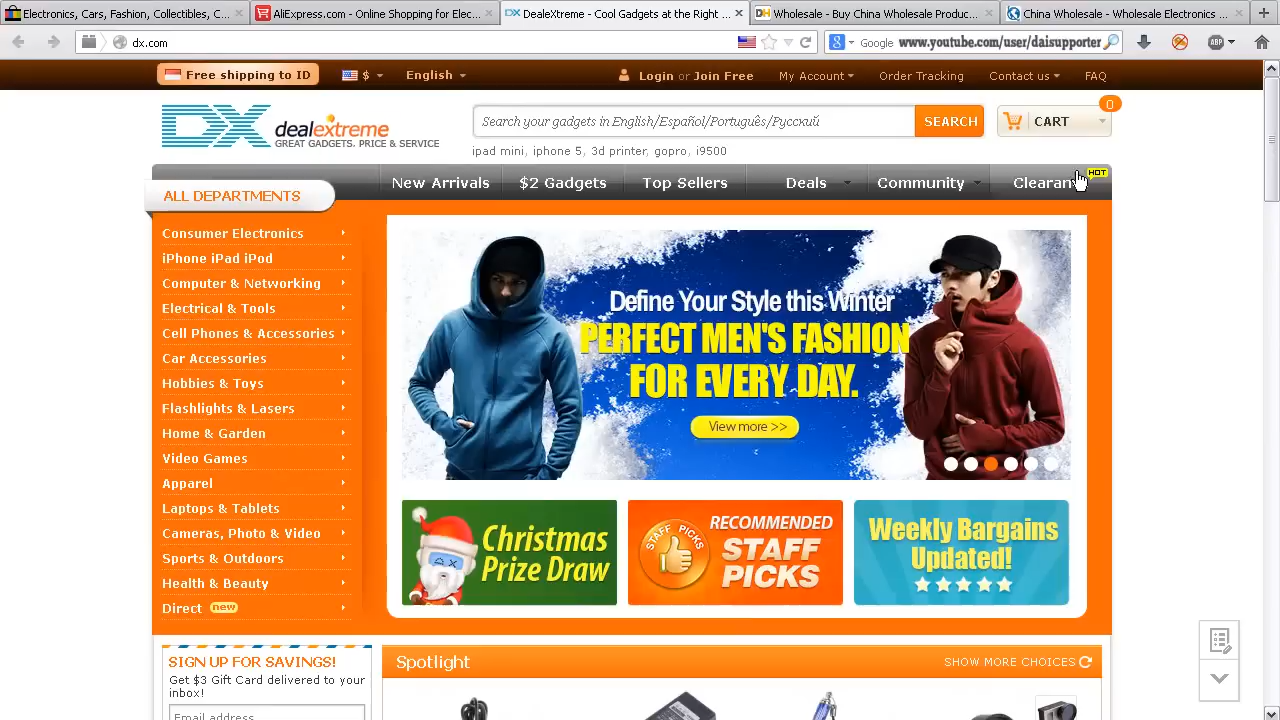 Electronics, Cars, Fashion, Collectibles, C...
AliExpress.com - Online Shopping for Elec...
DealeXtreme - Cool Gadgets at the Right ...
Wholesale - Buy China Wholesale Produc...
China Wholesale - Wholesale Electronics ...
dx.com
Google
www.youtube.com/user/daisupporter
ABP
Free shipping to ID
$
English
Login or Join Free
My Account
Order Tracking
Contact us
FAQ
DX dealextreme
GREAT GADGETS, PRICE & SERVICE
Search your gadgets in English/Español/Português/Русский
SEARCH
CART
0
ipad mini, iphone 5, 3d printer, gopro, i9500
ALL DEPARTMENTS
New Arrivals
$2 Gadgets
Top Sellers
Deals
Community
Clearan
HOT
Consumer Electronics
iPhone iPad iPod
Computer & Networking
Electrical & Tools
Cell Phones & Accessories
Car Accessories
Hobbies & Toys
Flashlights & Lasers
Home & Garden
Video Games
Apparel
Laptops & Tablets
Cameras, Photo & Video
Sports & Outdoors
Health & Beauty
Direct new
Define Your Style this Winter
PERFECT MEN'S FASHION
FOR EVERY DAY.
View more >>
Christmas
Prize Draw
STAFF PICKS
RECOMMENDED
STAFF
PICKS
Weekly Bargains
Updated!
SIGN UP FOR SAVINGS!
Get $3 Gift Card delivered to your
inbox!
Email address
Spotlight
SHOW MORE CHOICES